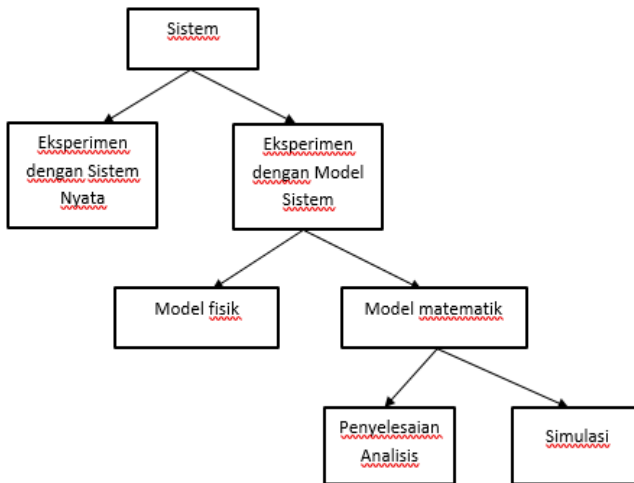 Sistem
Eksperimen
dengan Sistem
Nyata
Eksperimen
dengan Model
Sistem
Model fisik
Model matematik
Penyelesaian
Analisis
Simulasi